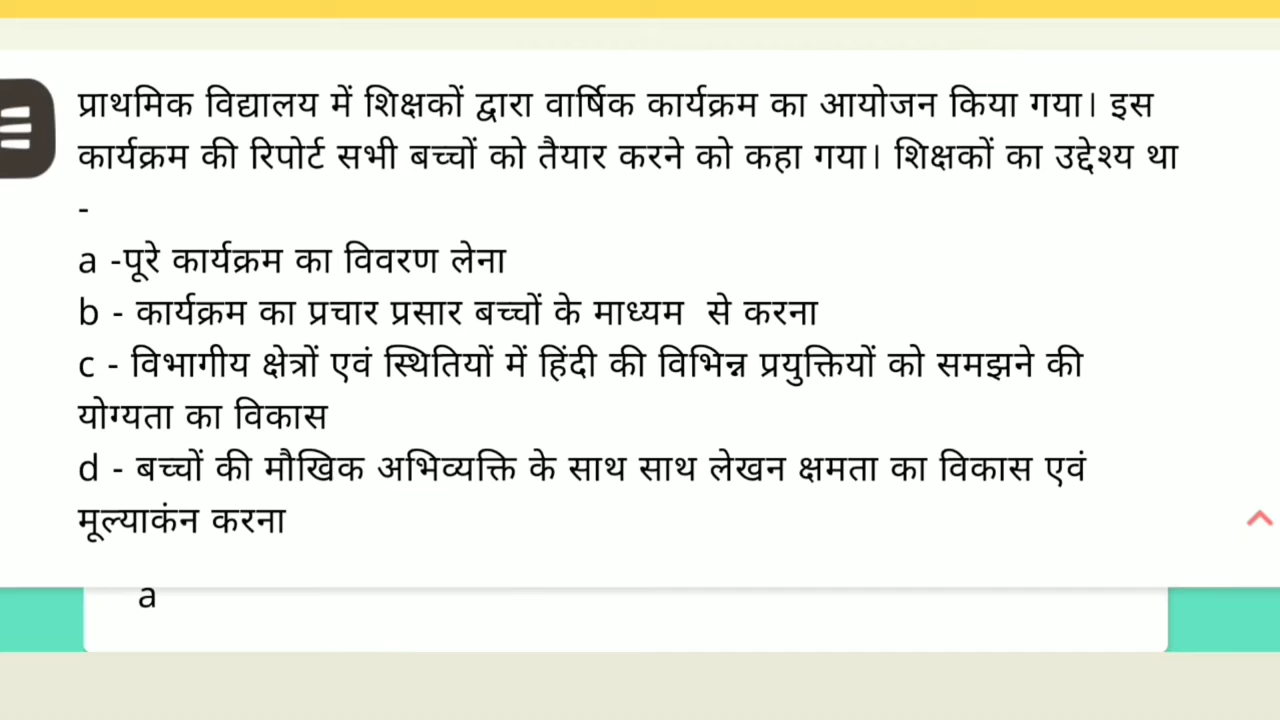 प्राथमिक विद्यालय में शिक्षकों द्वारा वार्षिक कार्यक्रम का आयोजन किया गया। इस
कार्यक्रम की रिपोर्ट सभी बच्चों को तैयार करने को कहा गया। शिक्षकों का उद्देश्य था
-
a -पूरे कार्यक्रम का विवरण लेना
b - कार्यक्रम का प्रचार प्रसार बच्चों के माध्यम से करना
c - विभागीय क्षेत्रों एवं स्थितियों में हिंदी की विभिन्न प्रयुक्तियों को समझने की
योग्यता का विकास
d - बच्चों की मौखिक अभिव्यक्ति के साथ साथ लेखन क्षमता का विकास एवं
मूल्याकंन करना
a